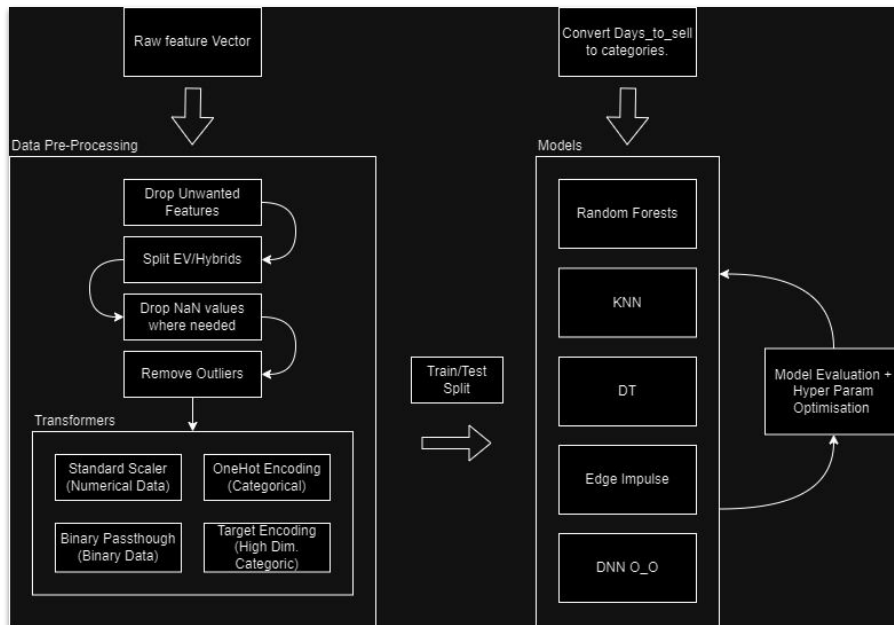 Raw feature Vector
Convert Days_to_sell
to categories.
Data Pre-Processing
Drop Unwanted
Features
Split EV/Hybrids
Drop NaN values
where needed
Remove Outliers
Transformers
Standard Scaler
(Numerical Data)
OneHot Encoding
(Categorical)
Binary Passthough
(Binary Data)
Target Encoding
(High Dim.
Categoric)
Train/Test
Split
Models
Random Forests
KNN
DT
Edge Impulse
DNN O_O
Model Evaluation +
Hyper Param
Optimisation